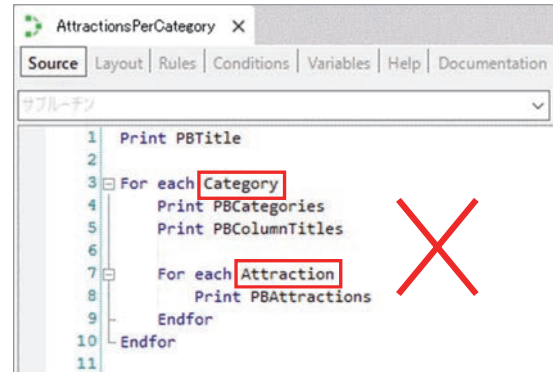 AttractionsPerCategory X
Source Layout Rules Conditions Variables Help Documentation
サブルーチン
1 Print PBTitle
2
3 For each Category
4 Print PBCategories
5 Print PBColumnTitles
6
7 For each Attraction
8 Print PBAttractions
9 Endfor
10 Endfor
11